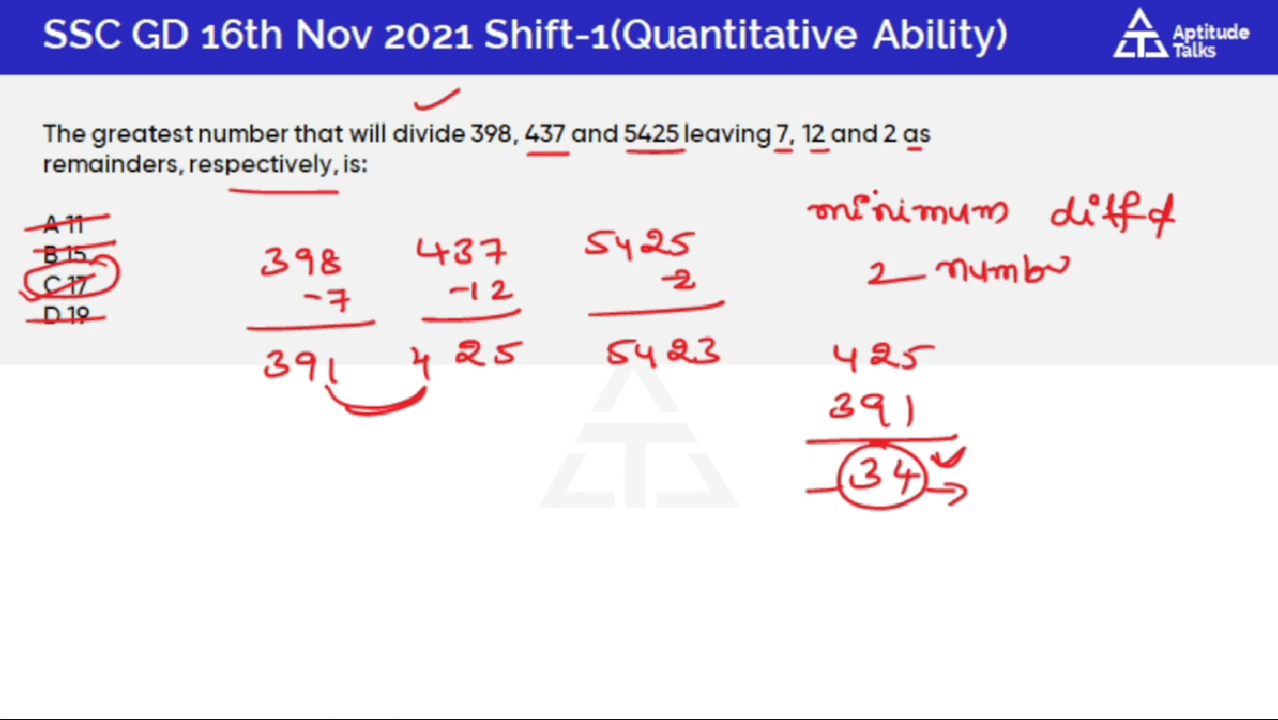 SSC GD 16th Nov 2021 Shift-1(Quantitative Ability)
Aptitude
Talks
The greatest number that will divide 398, 437 and 5425 leaving 7, 12 and 2 as
remainders, respectively, is:
A 11
B 15
C 17
D 19
398 437 5425
-7 -12 -2
391 425 5423
minimum diff of
2 numbe
425
391
34